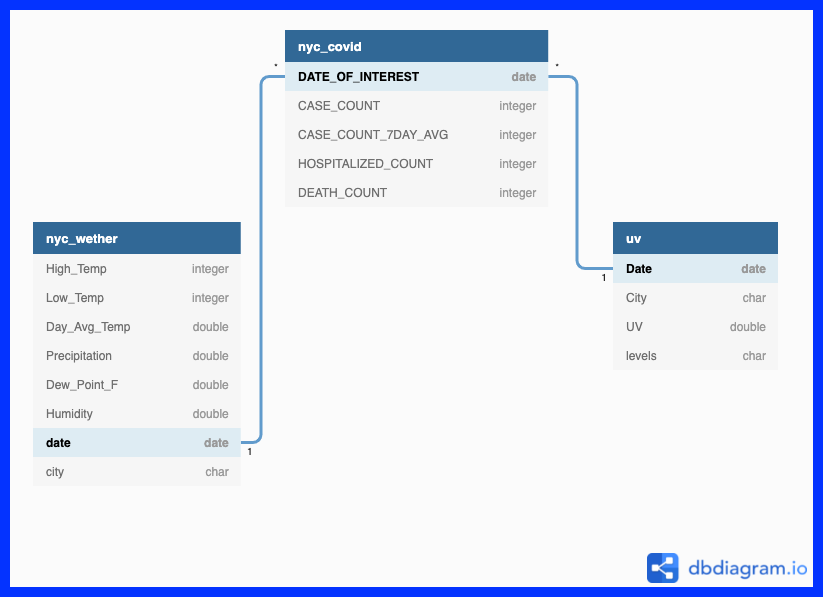 nyc_covid
*
*
DATE_OF_INTEREST date
CASE_COUNT integer
CASE_COUNT_7DAY_AVG integer
HOSPITALIZED_COUNT integer
DEATH_COUNT integer
nyc_wether
High_Temp integer
Low_Temp integer
Day_Avg_Temp double
Precipitation double
Dew_Point_F double
Humidity double
date date
1
city char
uv
Date date
1
City char
UV double
levels char
dbdiagram.io